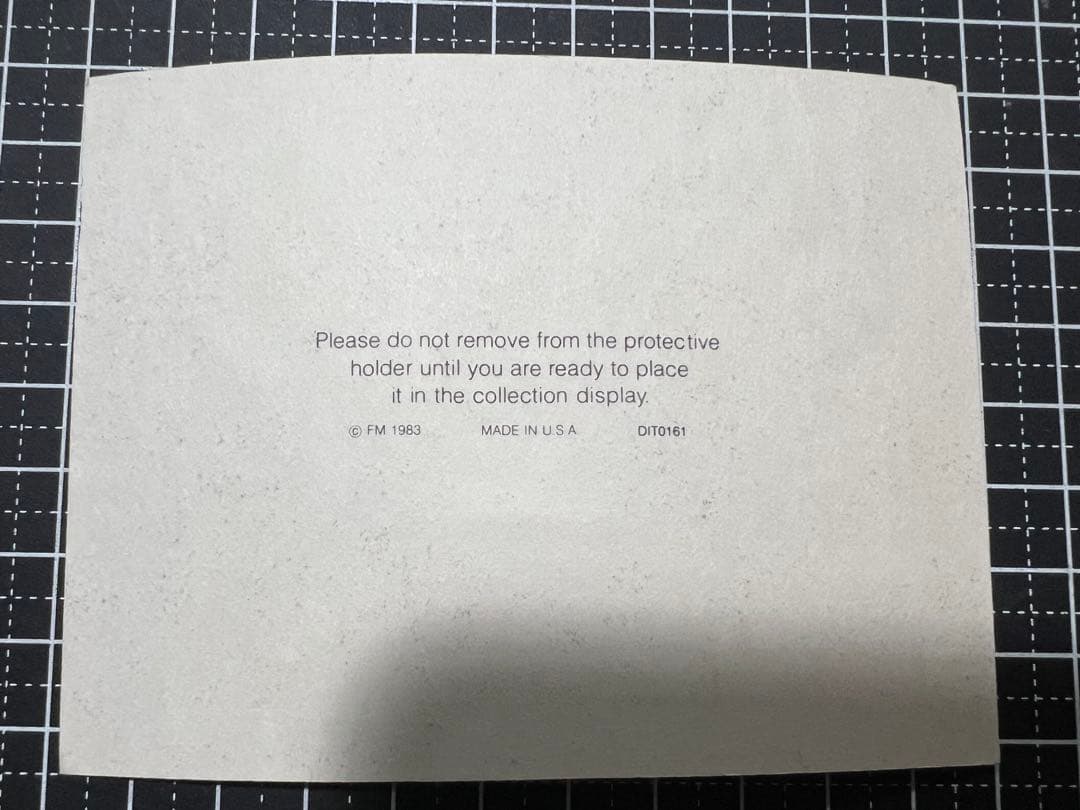 Please do not remove from the protective
holder until you are ready to place
it in the collection display.
© FM 1983 MADE IN U.S.A. DIT0161